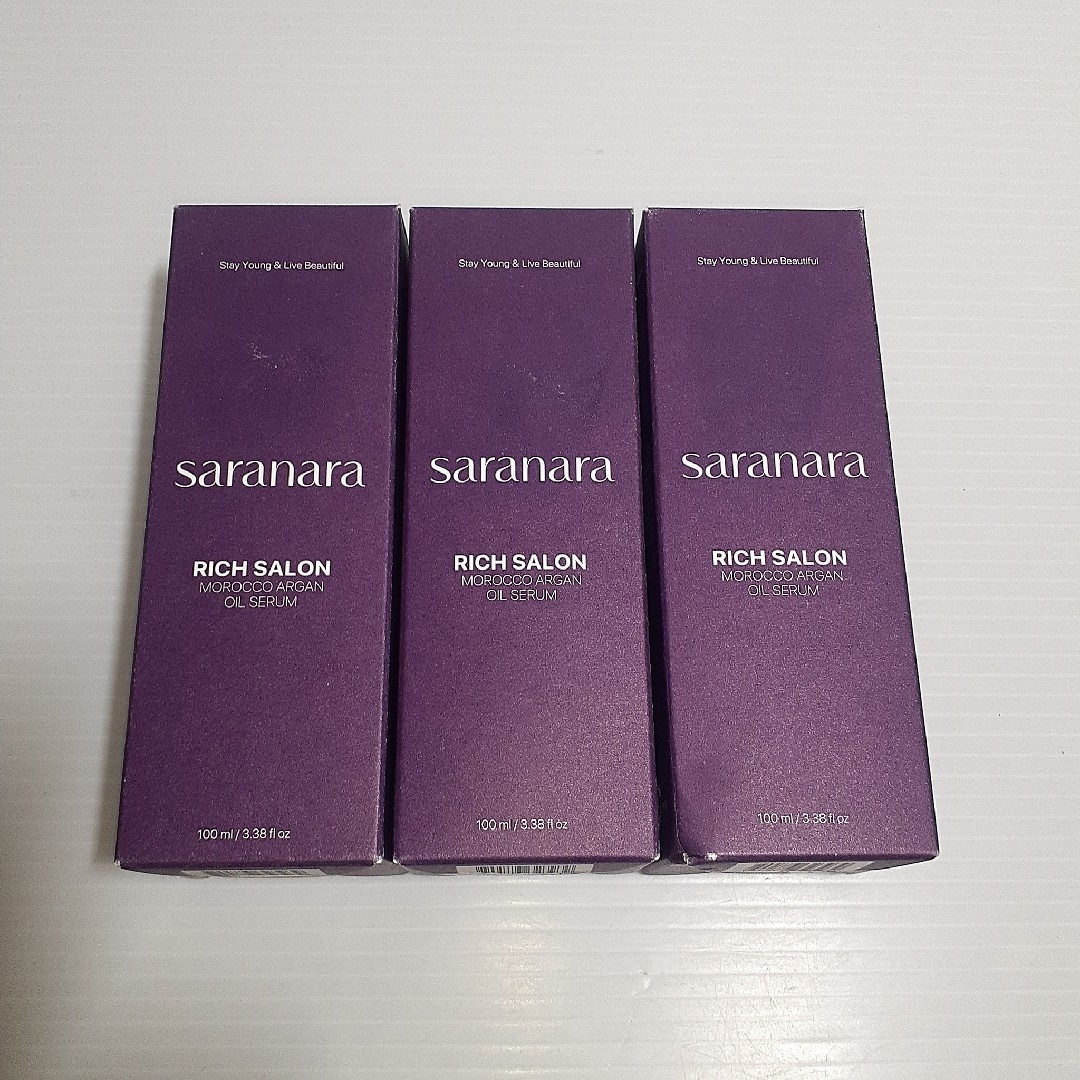 Stay Young & Live Beautiful
saranara
RICH SALON
MOROCCO ARGAN
OIL SERUM
100 ml / 3.38 fl oz
Stay Young & Live Beautiful
saranara
RICH SALON
MOROCCO ARGAN
OIL SERUM
100 ml / 3.38 fl oz
Stay Young & Live Beautiful
saranara
RICH SALON
MOROCCO ARGAN
OIL SERUM
100 ml / 3.38 fl oz